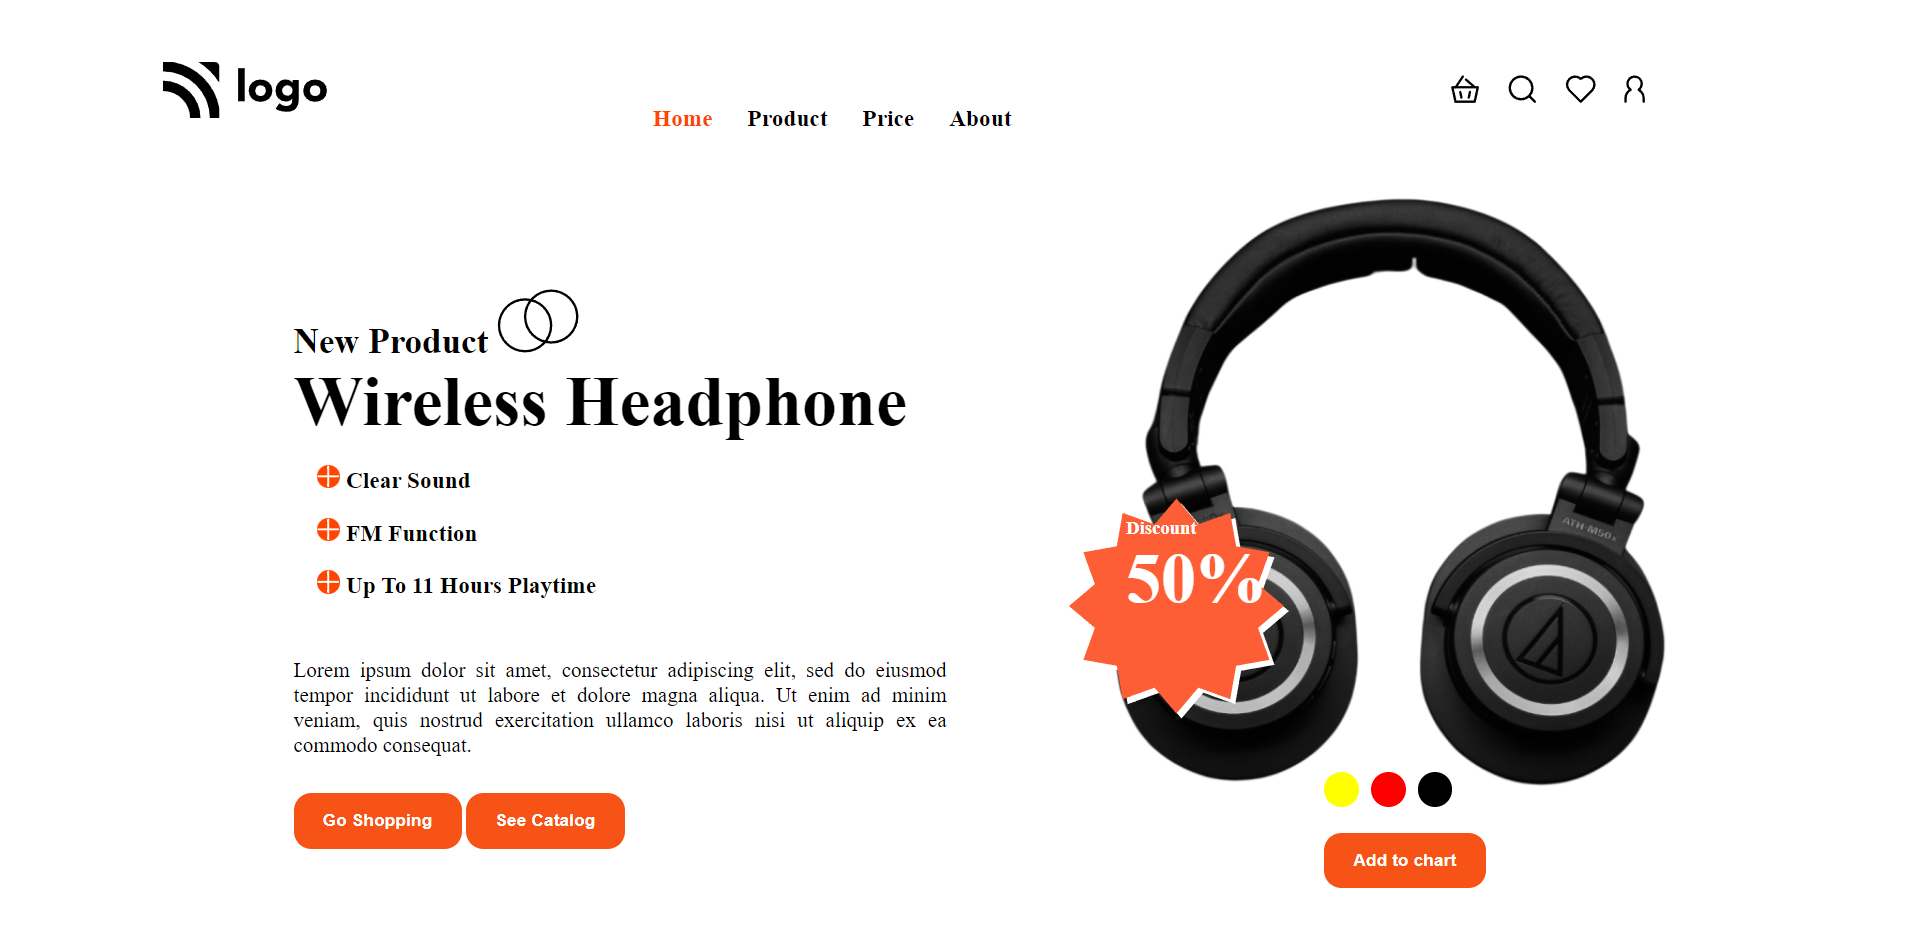 logo
Home Product Price About
New Product
Wireless Headphone
Clear Sound
FM Function
Up To 11 Hours Playtime
Lorem ipsum dolor sit amet, consectetur adipiscing elit, sed do eiusmod
tempor incididunt ut labore et dolore magna aliqua. Ut enim ad minim
veniam, quis nostrud exercitation ullamco laboris nisi ut aliquip ex ea
commodo consequat.
Go Shopping See Catalog
Discount
50%
ATH-M50x
Add to chart